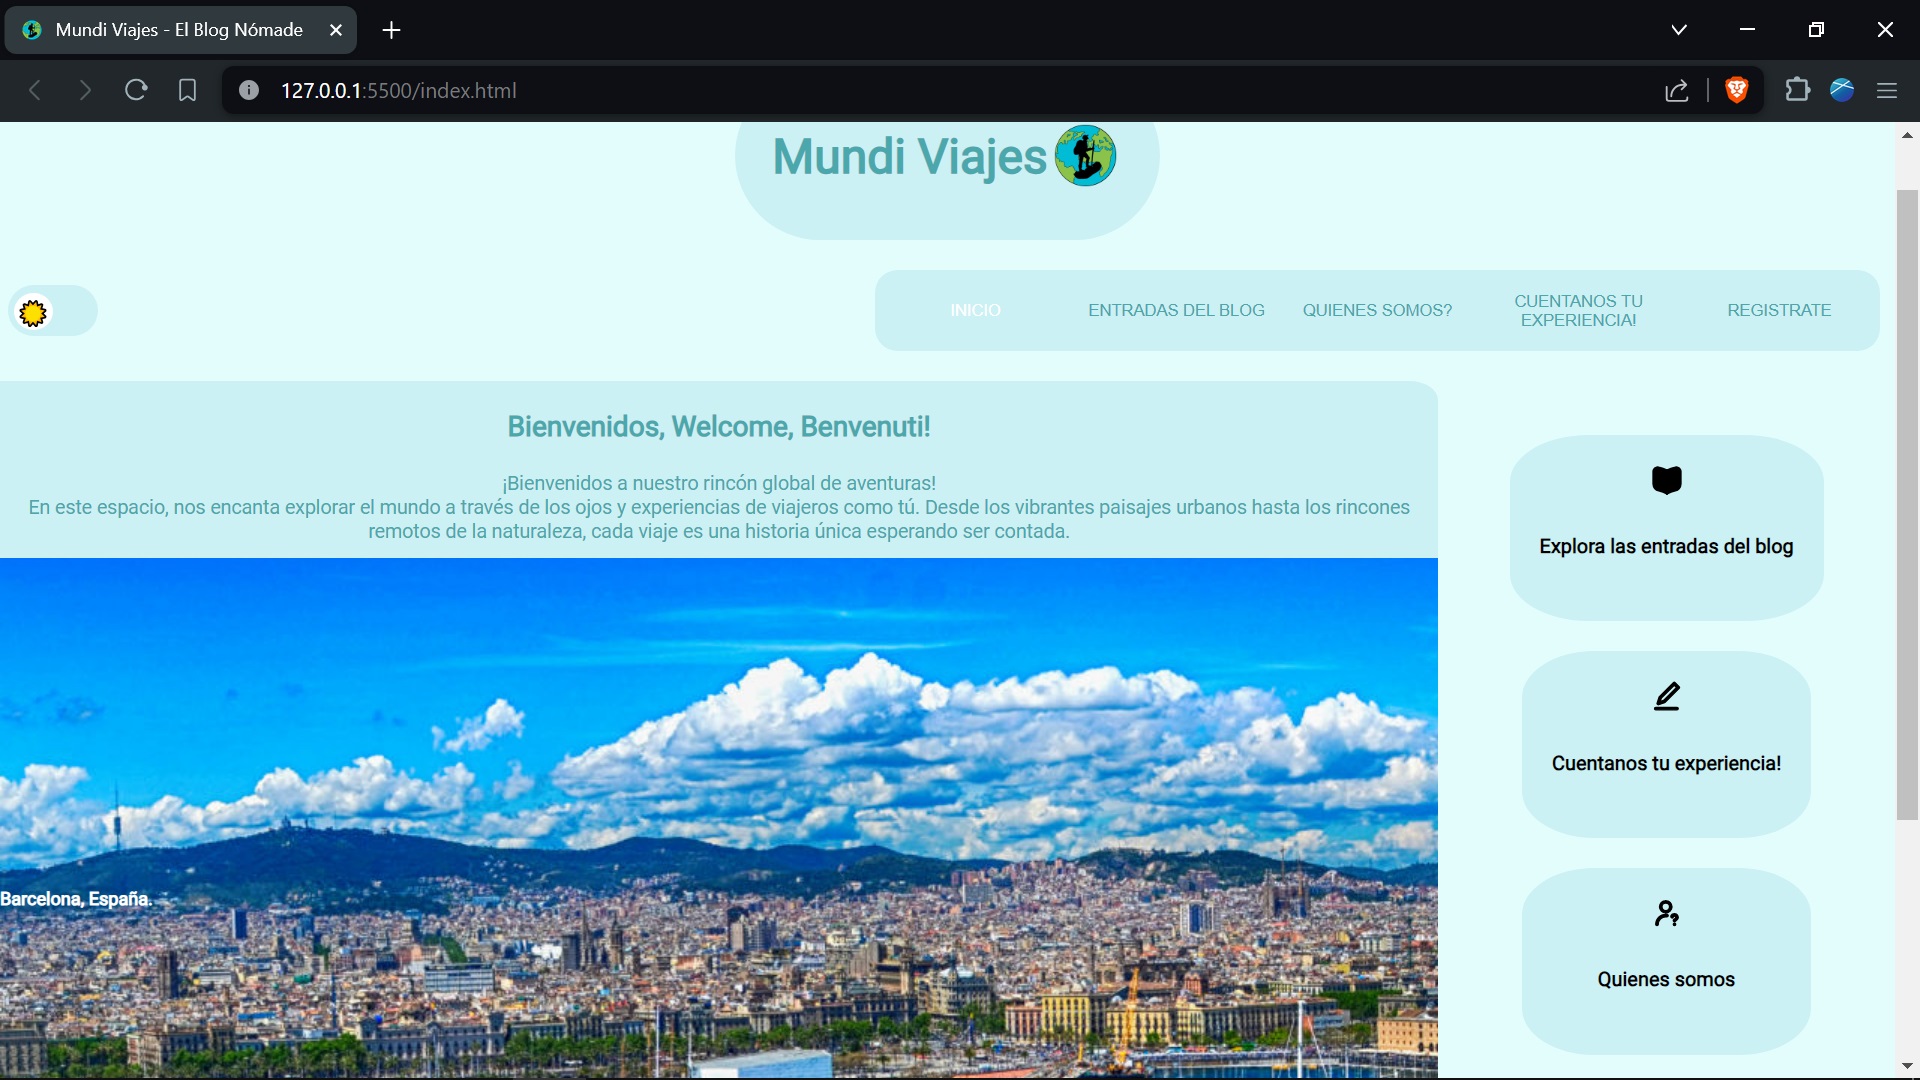 Mundi Viajes - El Blog Nómade
127.0.0.1:5500/index.html
Mundi Viajes
INICIO
ENTRADAS DEL BLOG
QUIENES SOMOS?
CUENTANOS TU
EXPERIENCIA!
REGISTRATE
Bienvenidos, Welcome, Benvenuti!
¡Bienvenidos a nuestro rincón global de aventuras!
En este espacio, nos encanta explorar el mundo a través de los ojos y experiencias de viajeros como tú. Desde los vibrantes paisajes urbanos hasta los rincones
remotos de la naturaleza, cada viaje es una historia única esperando ser contada.
Barcelona, España.
Explora las entradas del blog
Cuentanos tu experiencia!
Quienes somos